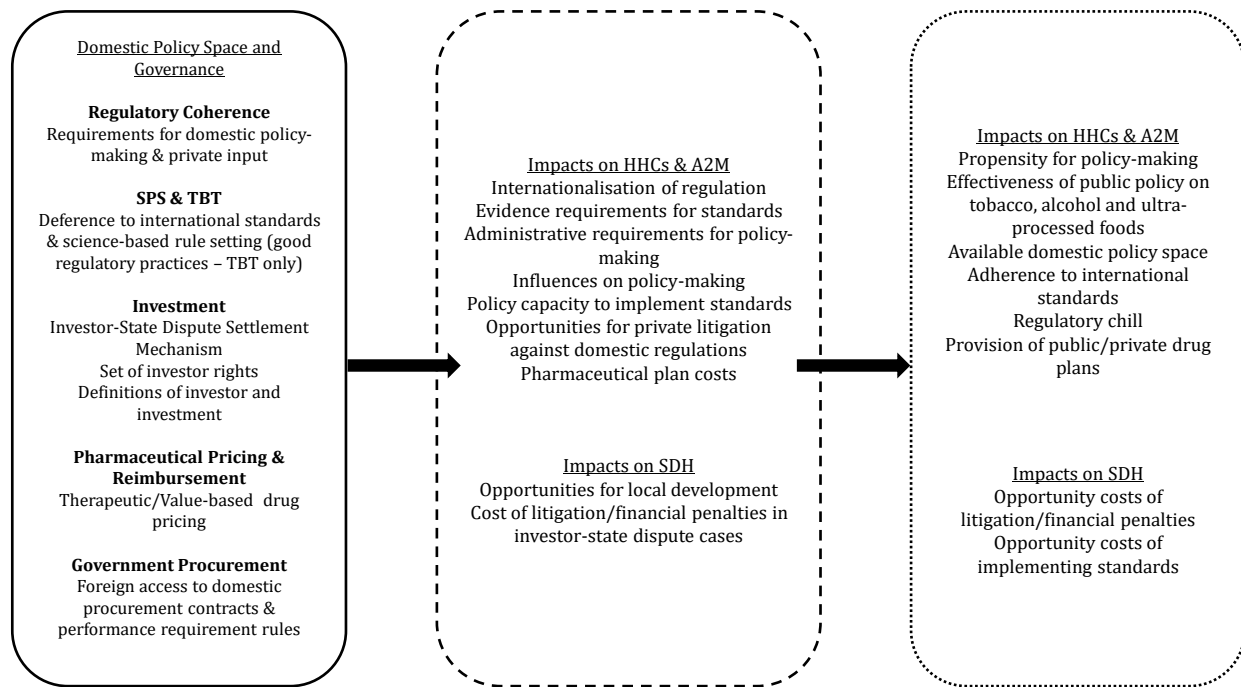 Domestic Policy Space and
Governance
Regulatory Coherence
Requirements for domestic policy-
making & private input
SPS & TBT
Deference to international standards
& science-based rule setting (good
regulatory practices – TBT only)
Investment
Investor-State Dispute Settlement
Mechanism
Set of investor rights
Definitions of investor and
investment
Pharmaceutical Pricing &
Reimbursement
Therapeutic/Value-based drug
pricing
Government Procurement
Foreign access to domestic
procurement contracts &
performance requirement rules
Impacts on HHCs & A2M
Internationalisation of regulation
Evidence requirements for standards
Administrative requirements for policy-
making
Influences on policy-making
Policy capacity to implement standards
Opportunities for private litigation
against domestic regulations
Pharmaceutical plan costs
Impacts on SDH
Opportunities for local development
Cost of litigation/financial penalties in
investor-state dispute cases
Impacts on HHCs & A2M
Propensity for policy-making
Effectiveness of public policy on
tobacco, alcohol and ultra-
processed foods
Available domestic policy space
Adherence to international
standards
Regulatory chill
Provision of public/private drug
plans
Impacts on SDH
Opportunity costs of
litigation/financial penalties
Opportunity costs of
implementing standards